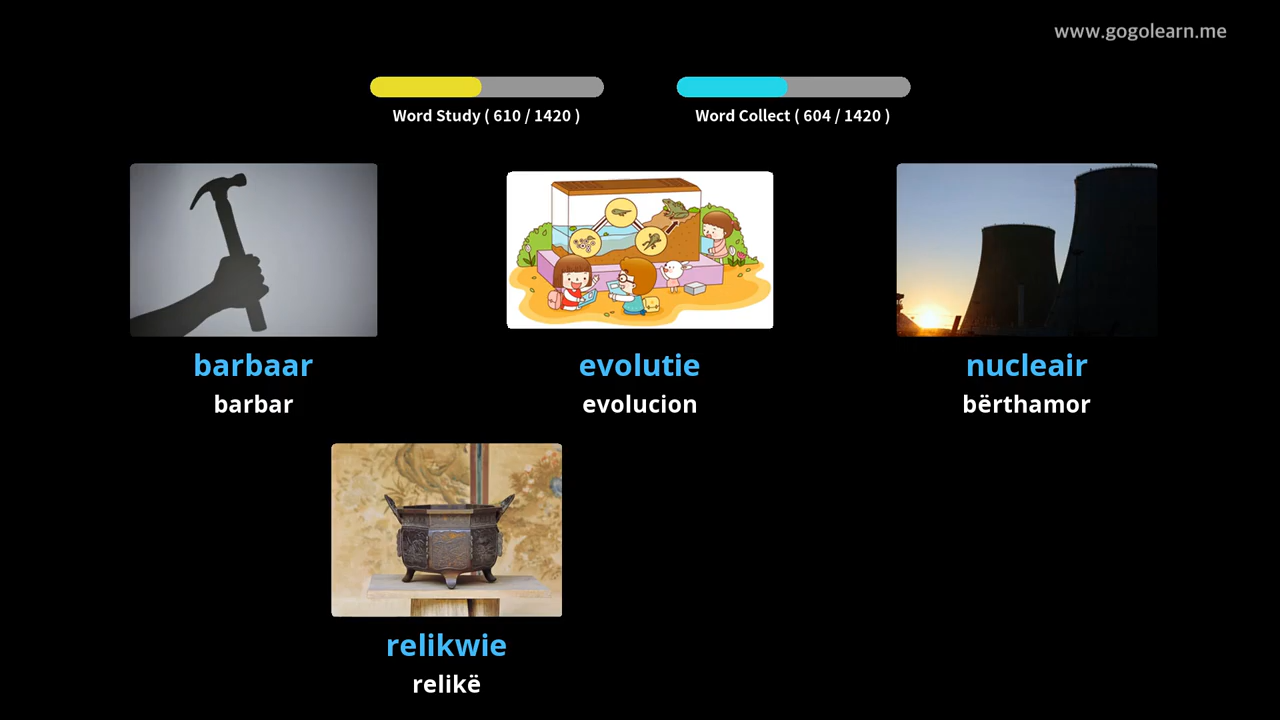 www.gogolearn.me
Word Study ( 610 / 1420 )
Word Collect ( 604 / 1420 )
barbaar
barbar
evolutie
evolucion
nucleair
bërthamor
relikwie
relikë